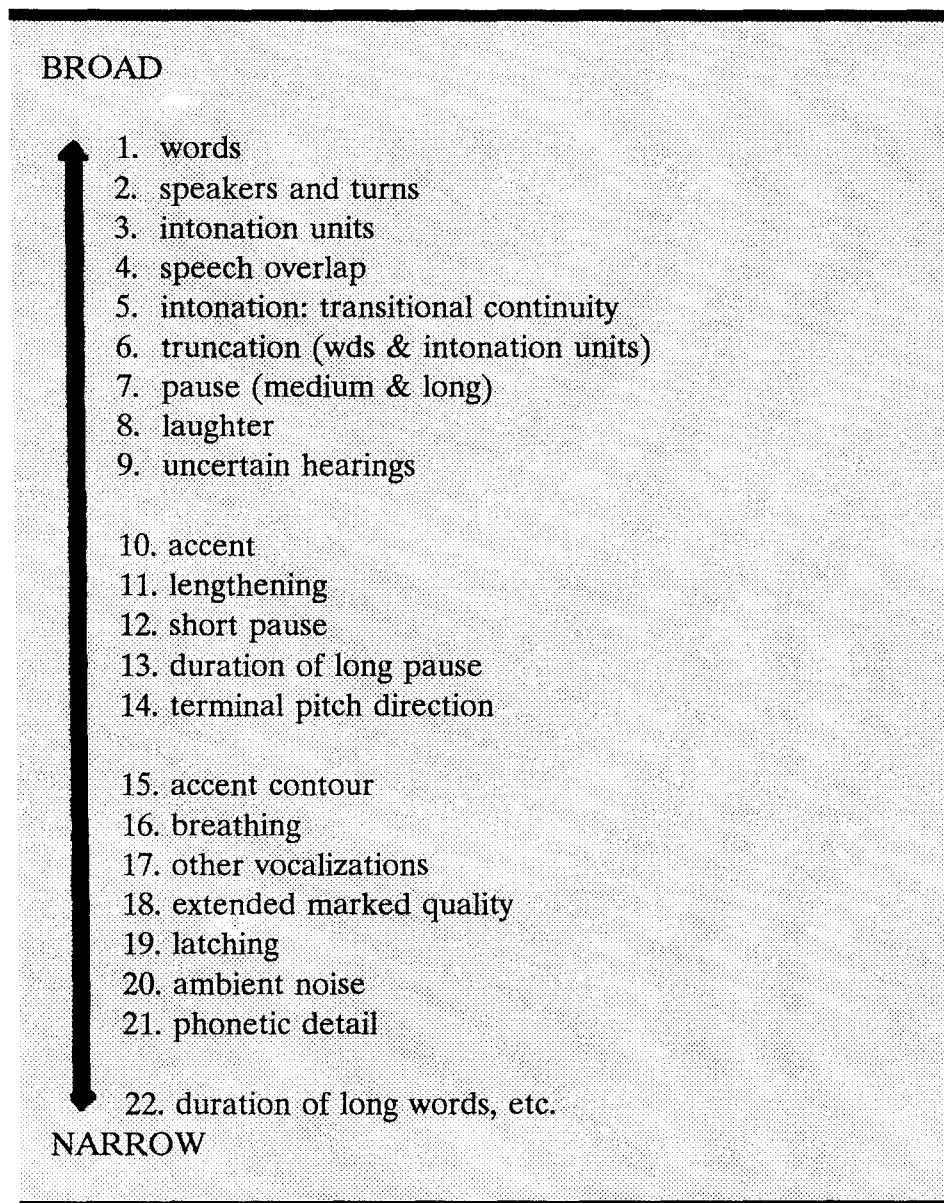 BROAD
1. words
2. speakers and turns
3. intonation units
4. speech overlap
5. intonation: transitional continuity
6. truncation (wds & intonation units)
7. pause (medium & long)
8. laughter
9. uncertain hearings
10. accent
11. lengthening
12. short pause
13. duration of long pause
14. terminal pitch direction
15. accent contour
16. breathing
17. other vocalizations
18. extended marked quality
19. latching
20. ambient noise
21. phonetic detail
22. duration of long words, etc.
NARROW